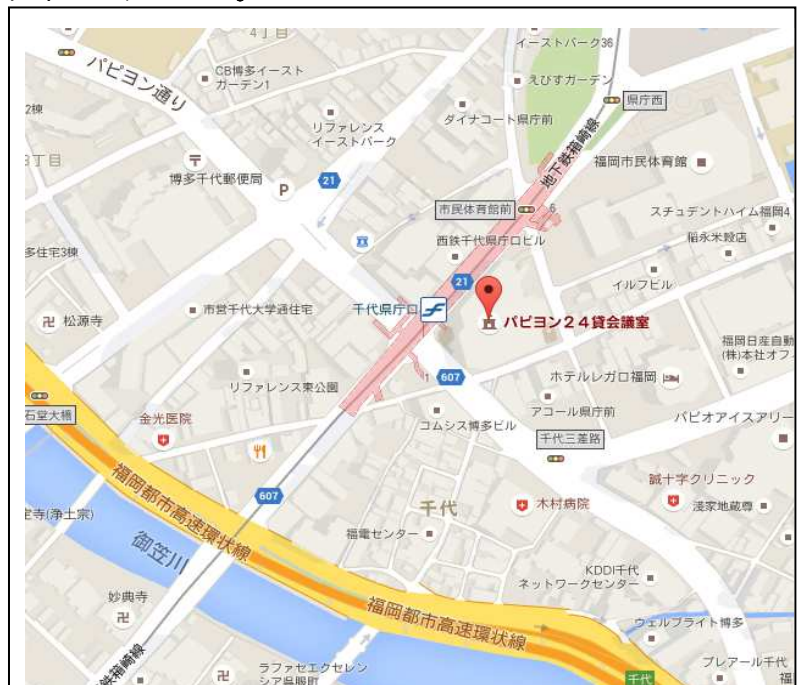 4丁目
イーストパーク36
パピヨン通り
CB博多イースト
ガーデン1
えびすガーデン
県庁西
2棟
リファレンス
イーストパーク
ダイナコート県庁前
地下鉄箱崎線
3丁目
博多千代郵便局
P
21
福岡市民体育館
市民体育館前
6
スチュデントハイム福岡4
多住宅3棟
西鉄千代県庁口ビル
稲永米穀店
21
イルフビル
市営千代大学通住宅
千代県庁口
パピヨン24貸会議室
松源寺
福岡日産自動
(株)本社オフ
リファレンス東公園
1
607
ホテルレガロ福岡
石堂大橋
金光医院
アコール県庁前
パピオアイスアリー
コムシス博多ビル
千代三差路
607
誠十字クリニック
千代
木村病院
浅家地蔵尊
定寺(浄土宗)
福岡都市高速環状線
福電センター
御笠川
KDDI千代
ネットワークセンター
妙典寺
福岡都市高速環状線
ウェルブライト博多
鉄箱崎線
ラファセエクセレン
シア呉服町
千代
プレアール千代
福